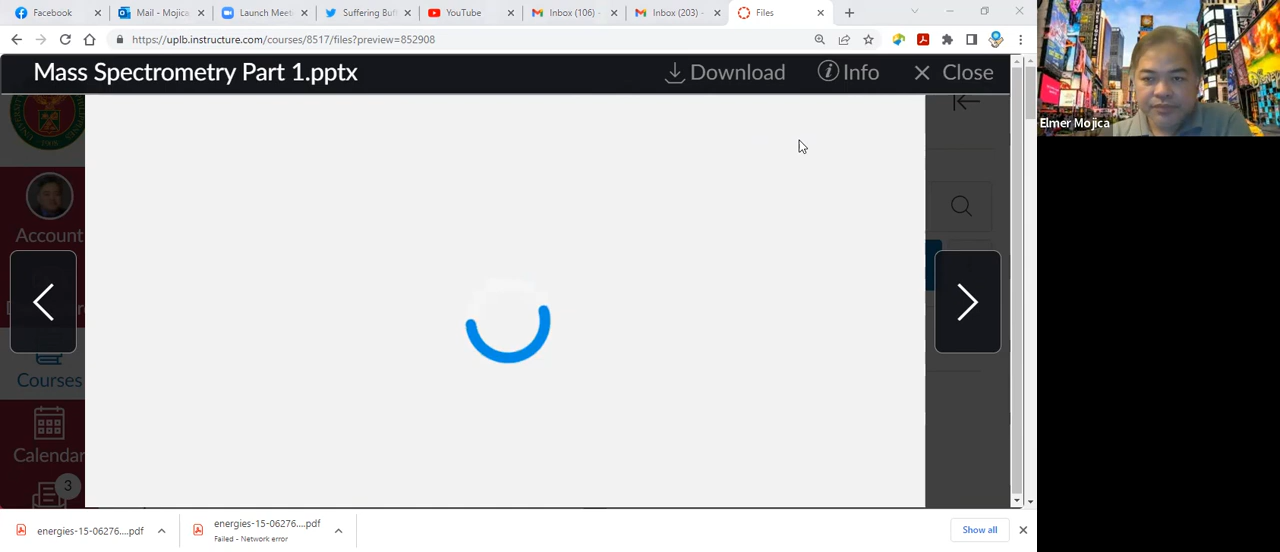 Facebook
Mail - Mojica,
Launch Meeti
Suffering Buff
YouTube
Inbox (106) -
Inbox (203) -
Files
https://uplb.instructure.com/courses/8517/files?preview=852908
Mass Spectrometry Part 1.pptx
Download
Info
Close
Account
Courses
Calendar
3
Elmer Mojica
energies-15-06276....pdf
energies-15-06276....pdf
Failed - Network error
Show all